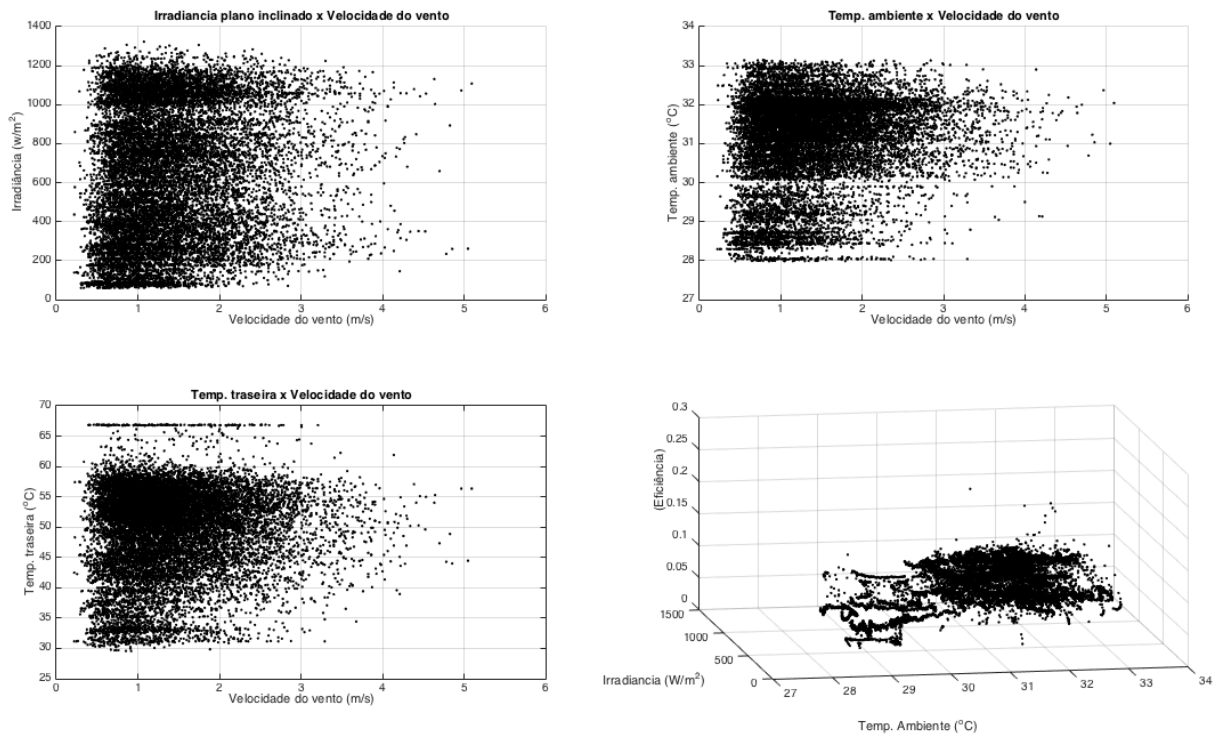 Irradiancia plano inclinado x Velocidade do vento
1400
1200
1000
800
600
400
200
0
Irradiância (w/m²)
0 1 2 3 4 5 6
Velocidade do vento (m/s)
Temp. ambiente x Velocidade do vento
34
33
32
31
30
29
28
27
Temp. ambiente (°C)
0 1 2 3 4 5 6
Velocidade do vento (m/s)
Temp. traseira x Velocidade do vento
70
65
60
55
50
45
40
35
30
25
Temp. traseira (°C)
0 1 2 3 4 5 6
Velocidade do vento (m/s)
0.3
0.25
0.2
0.15
0.1
0.05
0
(Eficiência)
1500
1000
500
0
Irradiancia (W/m²)
27 28 29 30 31 32 33 34
Temp. Ambiente (°C)